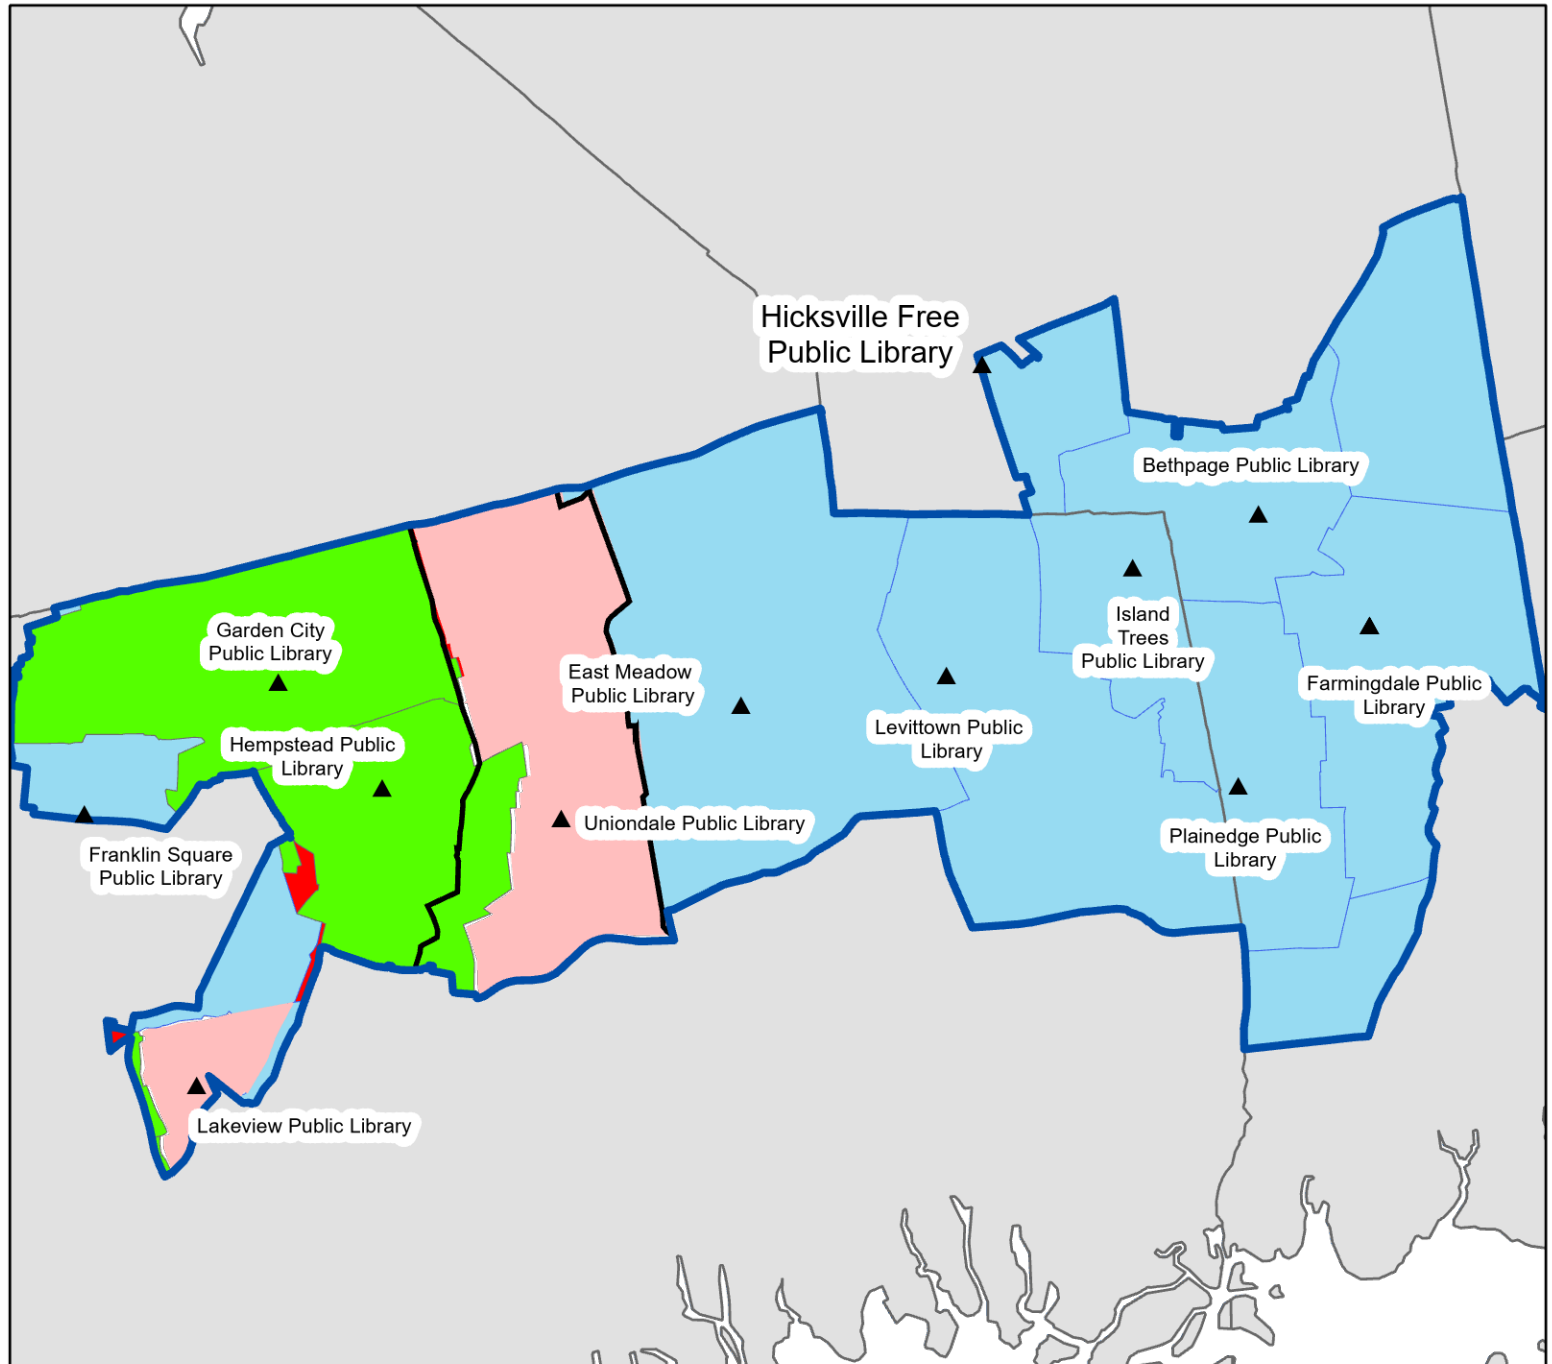 Hicksville Free
Public Library
Bethpage Public Library
Garden City
Public Library
Island
Trees
Public Library
East Meadow
Public Library
Farmingdale Public
Library
Levittown Public
Library
Hempstead Public
Library
Uniondale Public Library
Plainedge Public
Library
Franklin Square
Public Library
Lakeview Public Library